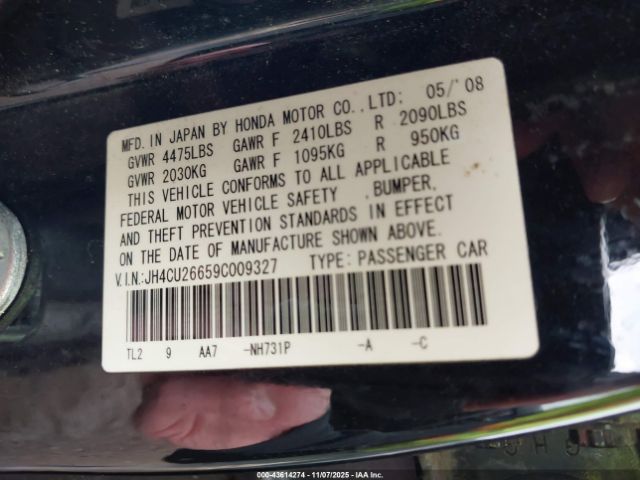 MFD. IN JAPAN BY HONDA MOTOR CO., LTD: 05/'08
GVWR 4475LBS GAWR F 2410LBS R 2090LBS
GVWR 2030KG GAWR F 1095KG R 950KG
THIS VEHICLE CONFORMS TO ALL APPLICABLE
FEDERAL MOTOR VEHICLE SAFETY ,BUMPER,
AND THEFT PREVENTION STANDARDS IN EFFECT
ON THE DATE OF MANUFACTURE SHOWN ABOVE.
V.I.N.:JH4CU26659C009327 TYPE: PASSENGER CAR
TL2 9 AA7 -NH731P -A -C
000-43614274 - 11/07/2025 - IAA Inc.